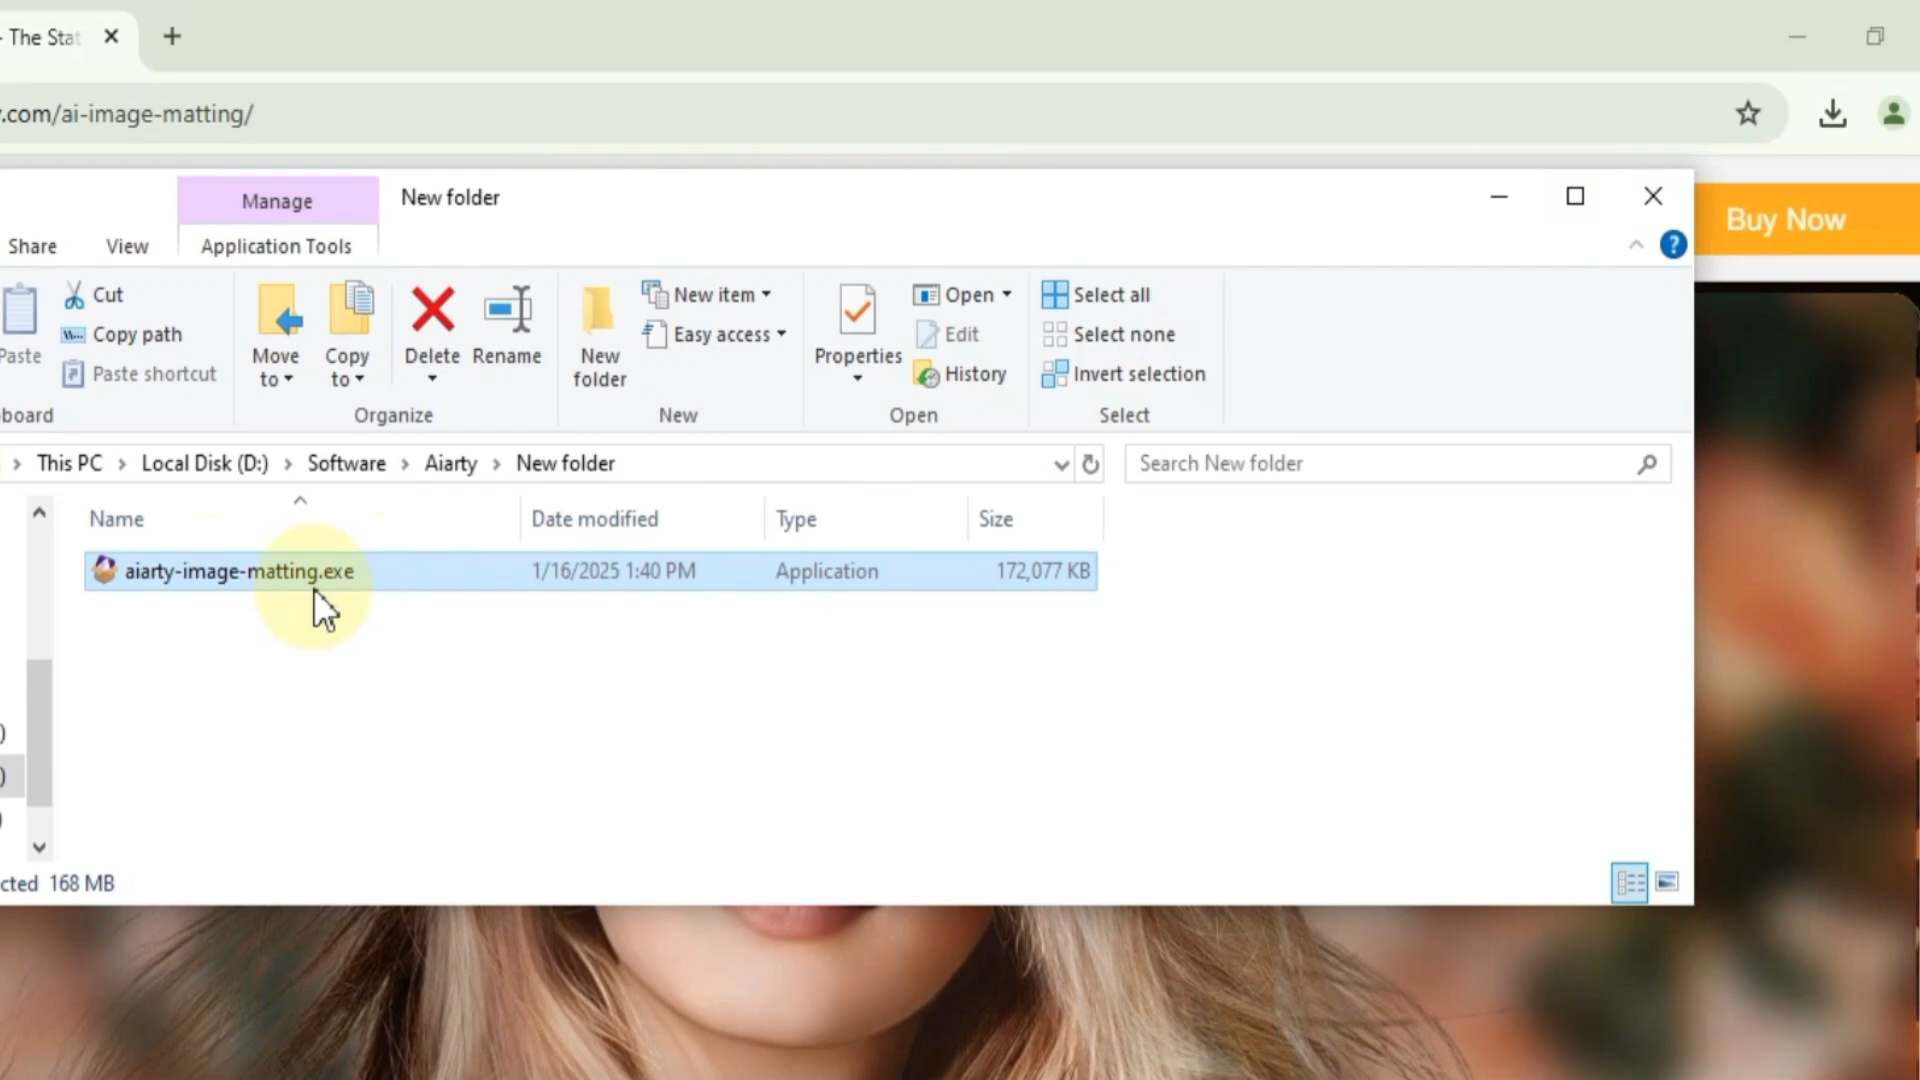 - The Stat
.com/ai-image-matting/
Manage
New folder
Buy Now
Share
View
Application Tools
?
Paste
Cut
Copy path
Paste shortcut
board
Move to
Copy to
Delete
Rename
Organize
New folder
New item
Easy access
New
Properties
Open
Edit
History
Open
Select all
Select none
Invert selection
Select
> This PC > Local Disk (D:) > Software > Aiarty > New folder
Search New folder
Name
Date modified
Type
Size
aiarty-image-matting.exe
1/16/2025 1:40 PM
Application
172,077 KB
)
)
)
cted 168 MB